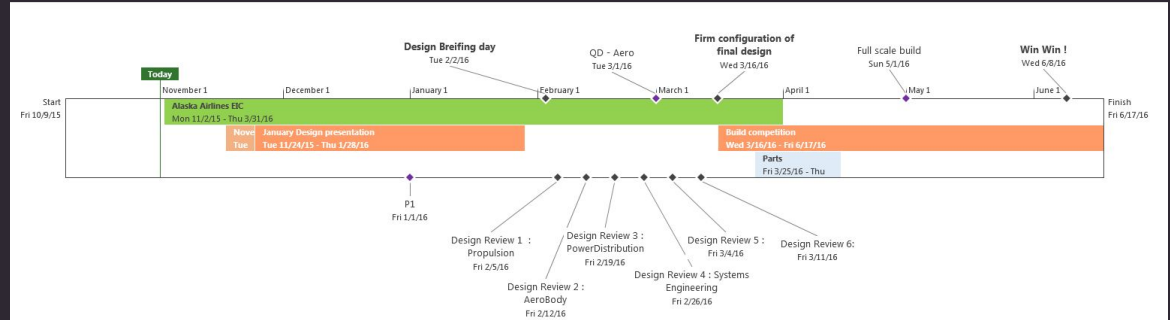 Design Breifing day
Tue 2/2/16
QD - Aero
Tue 3/1/16
Firm configuration of
final design
Wed 3/16/16
Full scale build
Sun 5/1/16
Win Win !
Wed 6/8/16
Today
November 1
December 1
January 1
February 1
March 1
April 1
May 1
June 1
Start
Fri 10/9/15
Finish
Fri 6/17/16
Alaska Airlines EIC
Mon 11/2/15 - Thu 3/31/16
Nove
Tue
January Design presentation
Tue 11/24/15 - Thu 1/28/16
Build competition
Wed 3/16/16 - Fri 6/17/16
Parts
Fri 3/25/16 - Thu
P1
Fri 1/1/16
Design Review 1 :
Propulsion
Fri 2/5/16
Design Review 2 :
AeroBody
Fri 2/12/16
Design Review 3 :
PowerDistribution
Fri 2/19/16
Design Review 4 : Systems
Engineering
Fri 2/26/16
Design Review 5 :
Fri 3/4/16
Design Review 6:
Fri 3/11/16